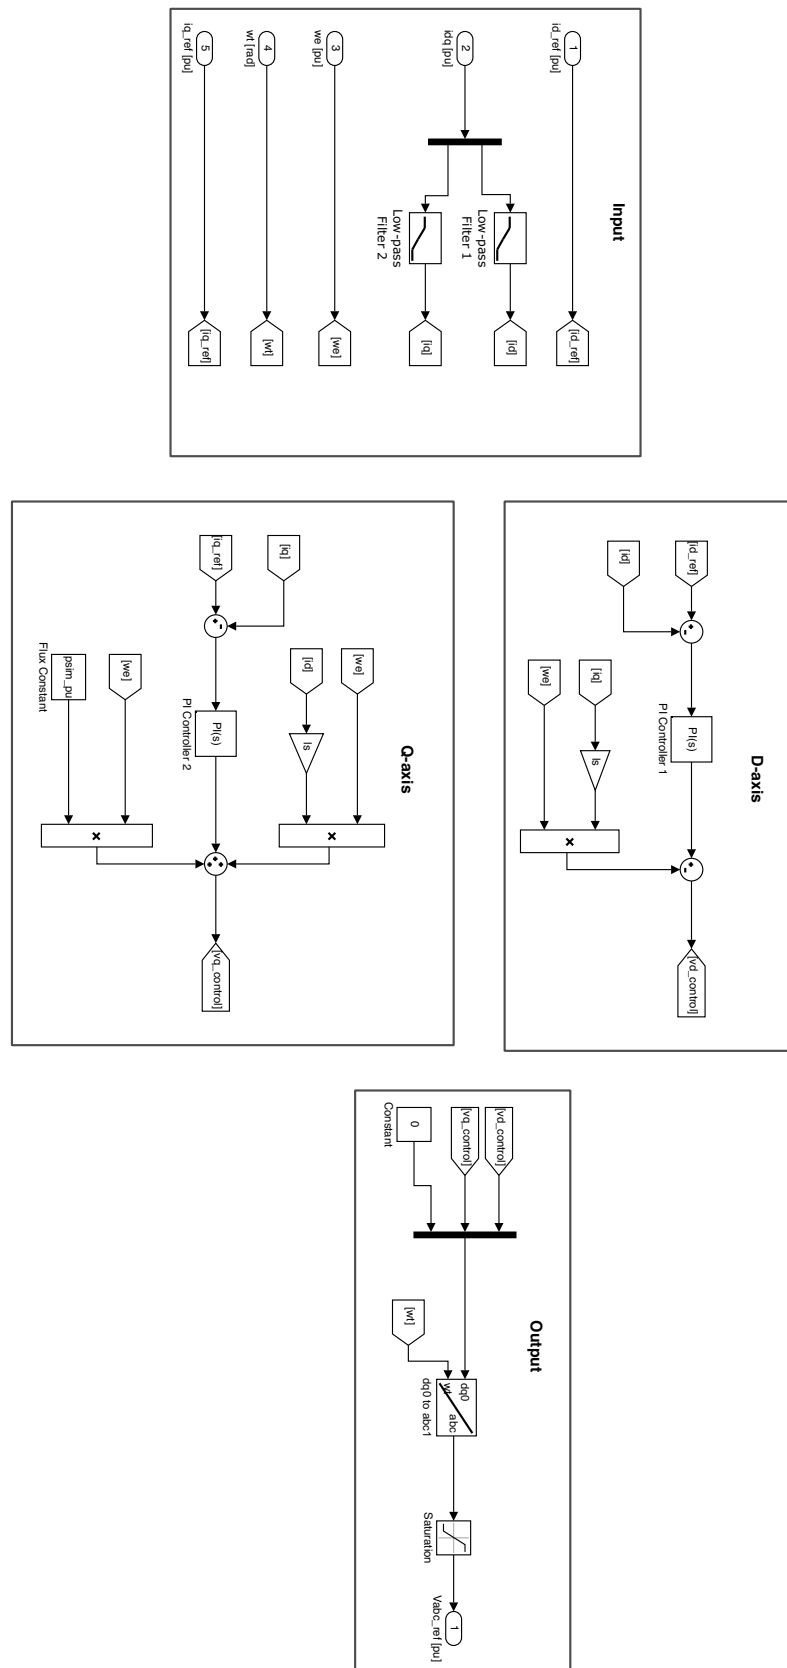 Input
1
id_ref [pu]
[id_ref]
2
idq [pu]
Low-pass
Filter 1
[id]
Low-pass
Filter 2
[iq]
3
we [pu]
[we]
4
wt [rad]
[wt]
5
iq_ref [pu]
[iq_ref]
D-axis
[id_ref]
[id]
+
-
PI(s)
PI Controller 1
[iq]
ls
[we]
×
+
-
[vd_control]
Q-axis
[we]
[id]
ls
×
[iq]
[iq_ref]
-
+
PI(s)
PI Controller 2
+
+
+
[vq_control]
[we]
psim_pu
Flux Constant
×
Output
[vd_control]
[vq_control]
0
Constant
[wt]
dq0
wt
abc
dq0 to abc1
Saturation
1
Vabc_ref [pu]